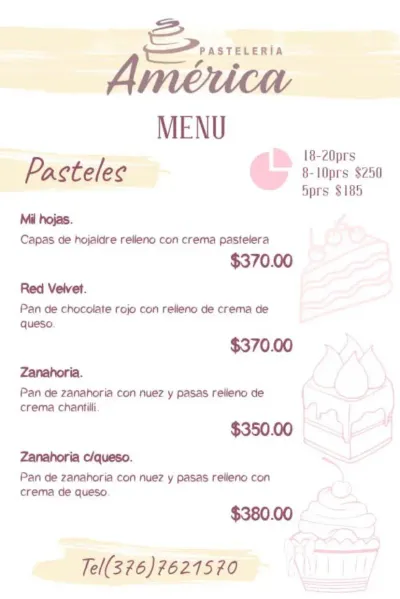 PASTELERÍA
América
MENU
18-20prs
8-10prs $250
5prs $185
Pasteles
Mil hojas.
Capas de hojaldre relleno con crema pastelera
$370.00
Red Velvet.
Pan de chocolate rojo con relleno de crema de
queso.
$370.00
Zanahoria.
Pan de zanahoria con nuez y pasas relleno de
crema chantilli.
$350.00
Zanahoria c/queso.
Pan de zanahoria con nuez y pasas relleno con
crema de queso.
$380.00
Tel(376)7621570